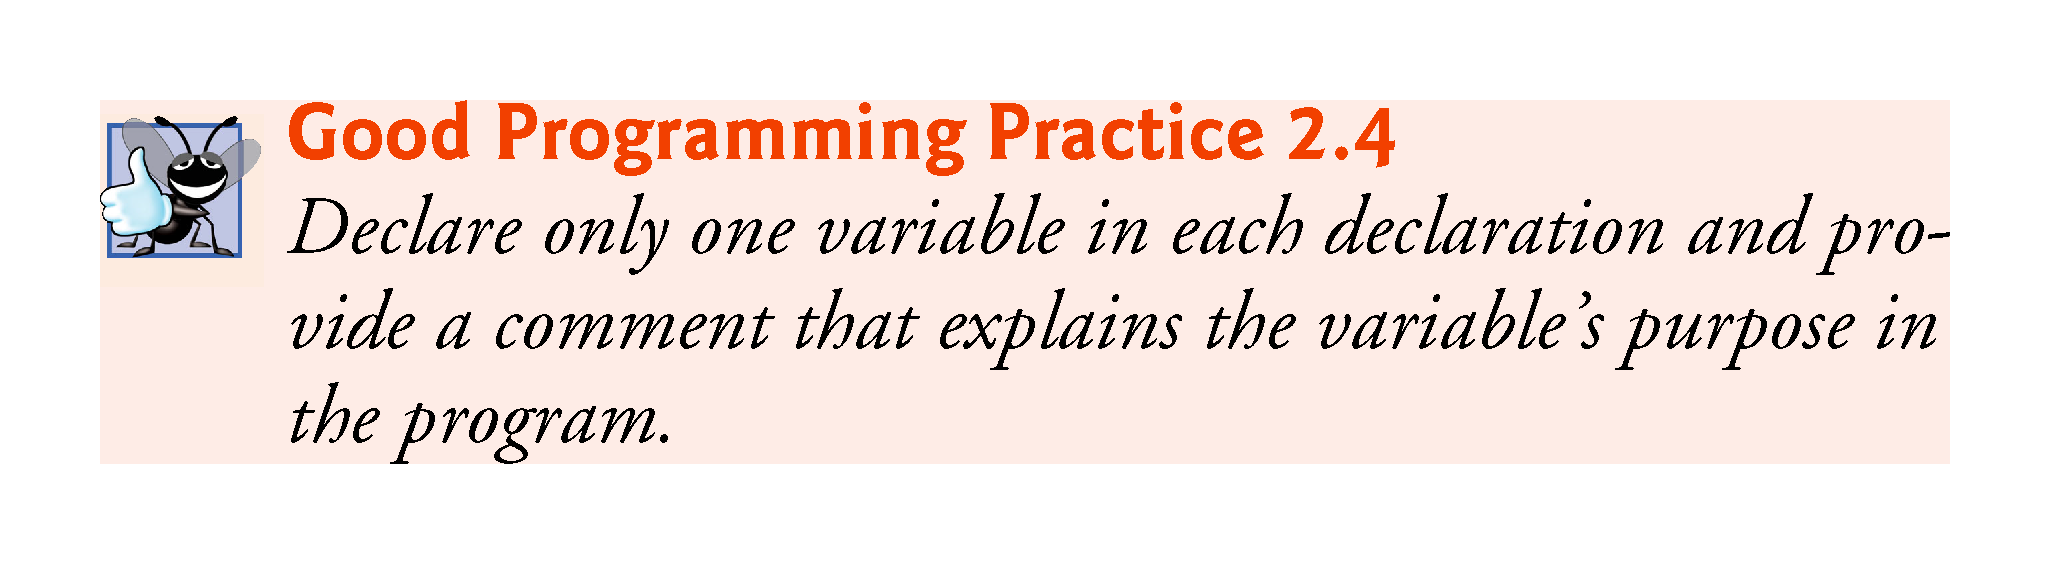 Good Programming Practice 2.4
Declare only one variable in each declaration and pro-
vide a comment that explains the variable’s purpose in
the program.